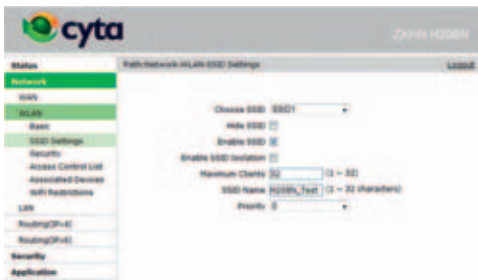 cyta
ZXHN H208N
Path:Network-WLAN-SSID Settings
Logout
Status
Network
WAN
WLAN
Basic
SSID Settings
Security
Access Control List
Associated Devices
WiFi Restrictions
LAN
Routing(IPv4)
Routing(IPv6)
Security
Application
Choose SSID SSID1
Hide SSID
Enable SSID
Enable SSID Isolation
Maximum Clients 32 (1 ~ 32)
SSID Name H208N_Test (1 ~ 32 characters)
Priority 0